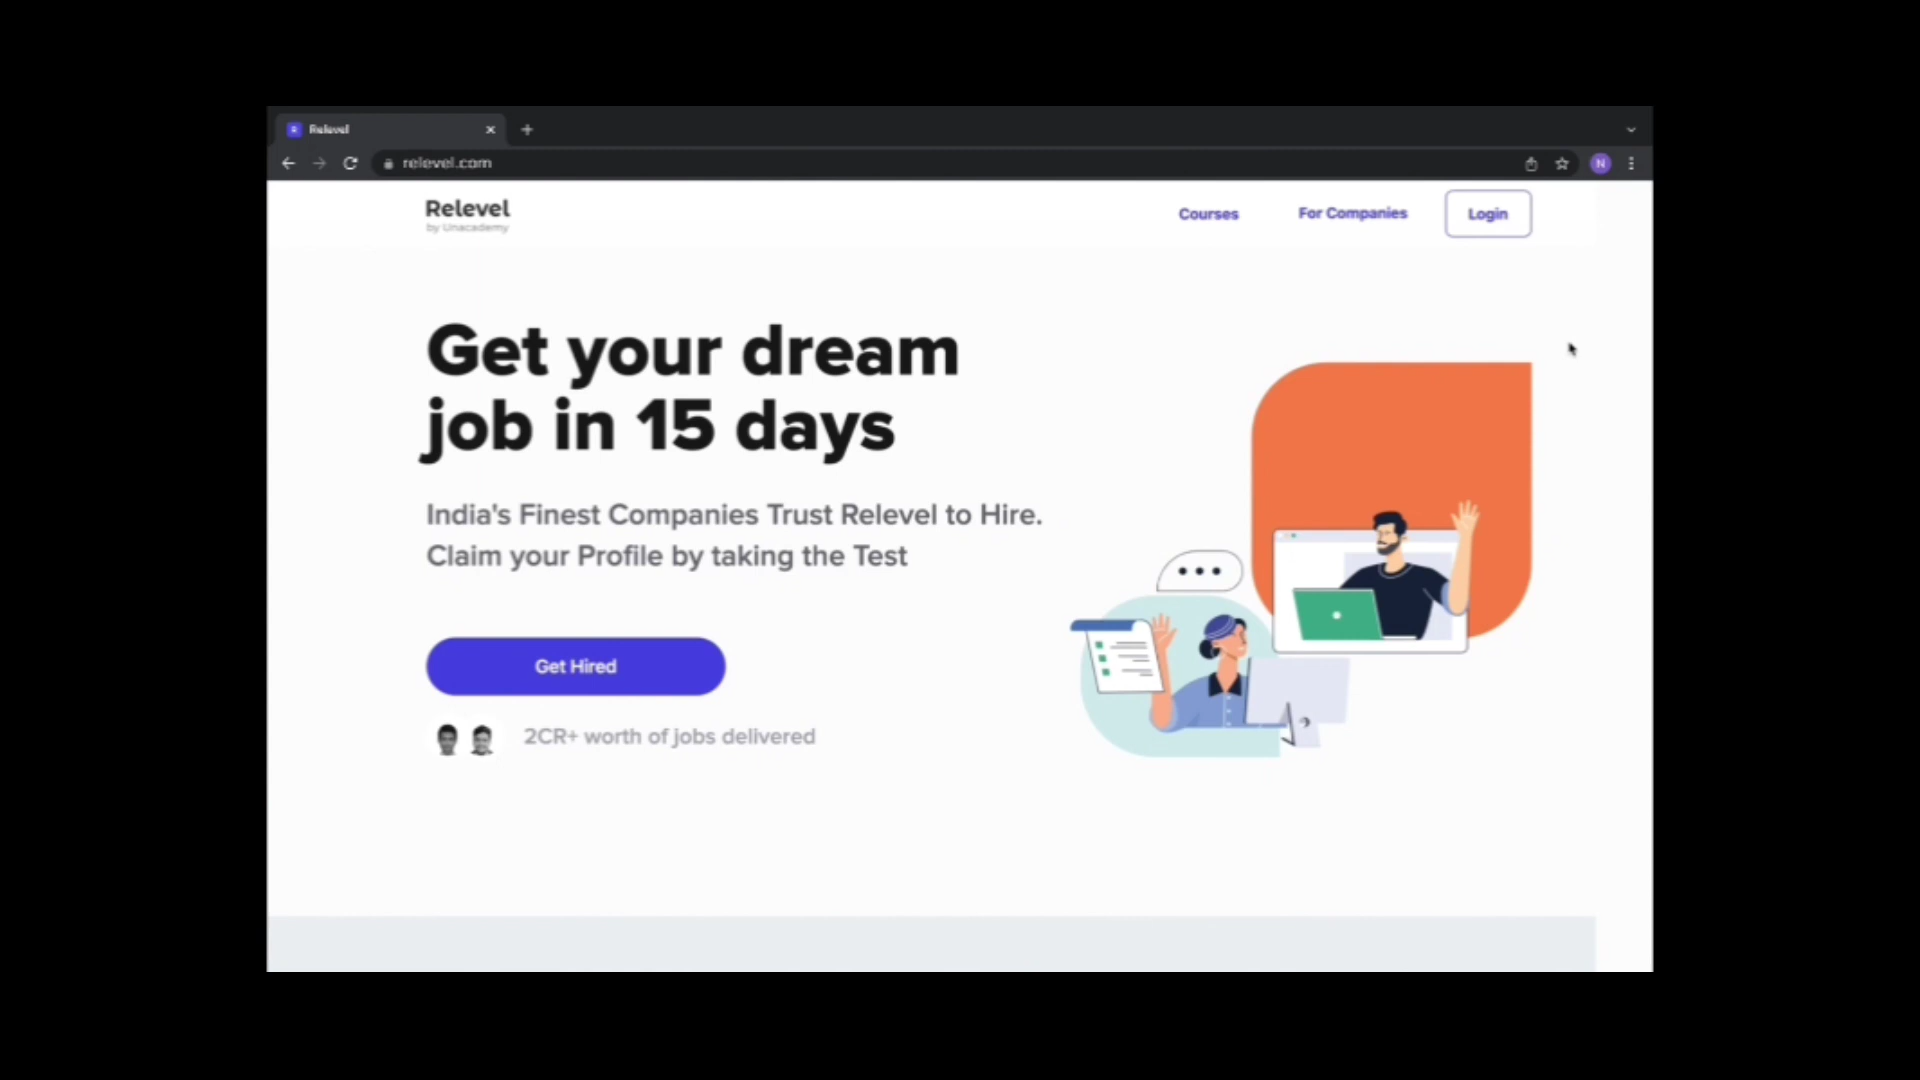 Relevel
relevel.com
N
Relevel
by Unacademy
Courses
For Companies
Login
Get your dream
job in 15 days
India's Finest Companies Trust Relevel to Hire.
Claim your Profile by taking the Test
Get Hired
2CR+ worth of jobs delivered